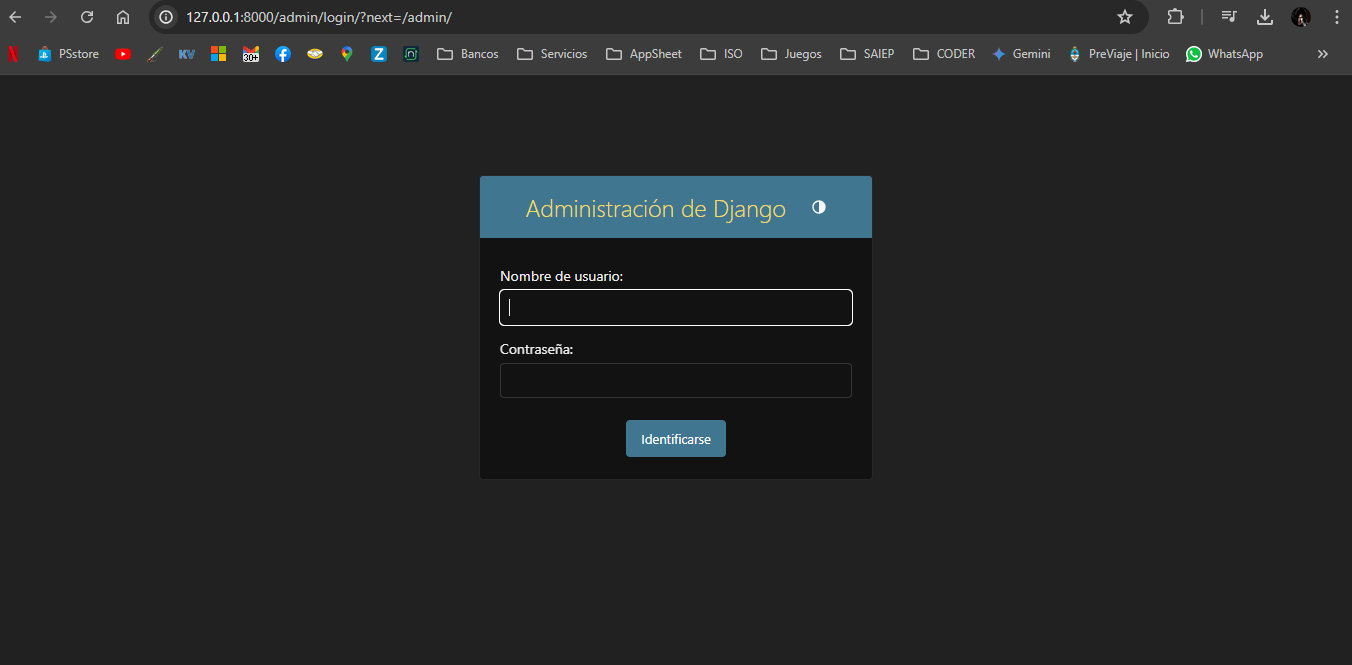 127.0.0.1:8000/admin/login/?next=/admin/
N PSstore KV 30+ Z Bancos Servicios AppSheet ISO Juegos SAIEP CODER Gemini PreViaje | Inicio WhatsApp »
Administración de Django
Nombre de usuario:
Contraseña:
Identificarse